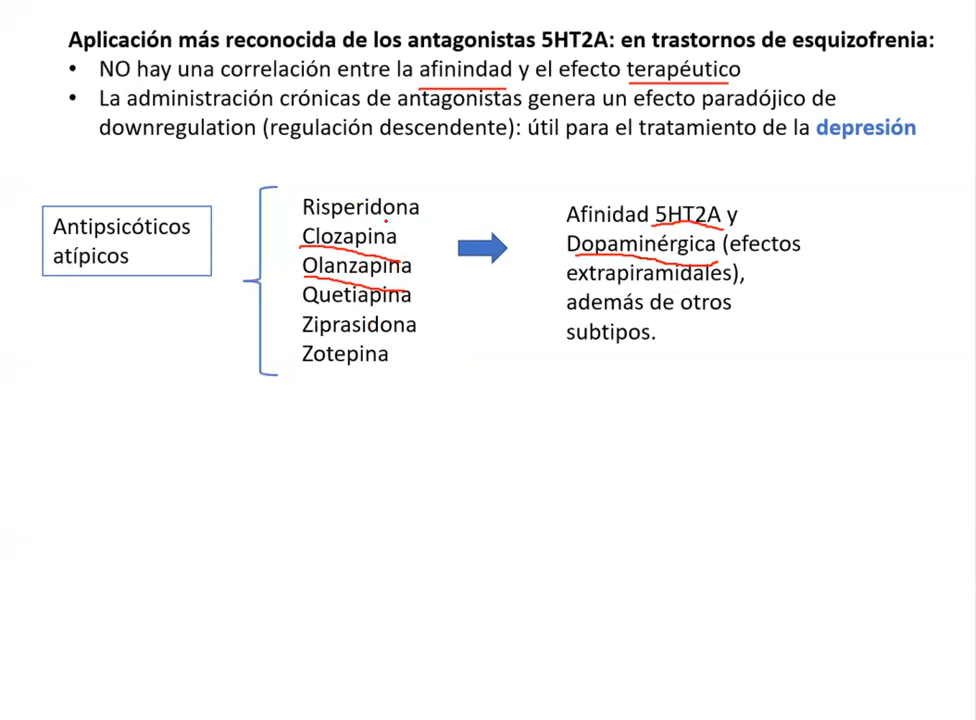 Aplicación más reconocida de los antagonistas 5HT2A: en trastornos de esquizofrenia:
• NO hay una correlación entre la afinindad y el efecto terapéutico
• La administración crónicas de antagonistas genera un efecto paradójico de
downregulation (regulación descendente): útil para el tratamiento de la depresión
Antipsicóticos
atípicos
Risperidona
Clozapina
Olanzapina
Quetiapina
Ziprasidona
Zotepina
Afinidad 5HT2A y
Dopaminérgica (efectos
extrapiramidales),
además de otros
subtipos.